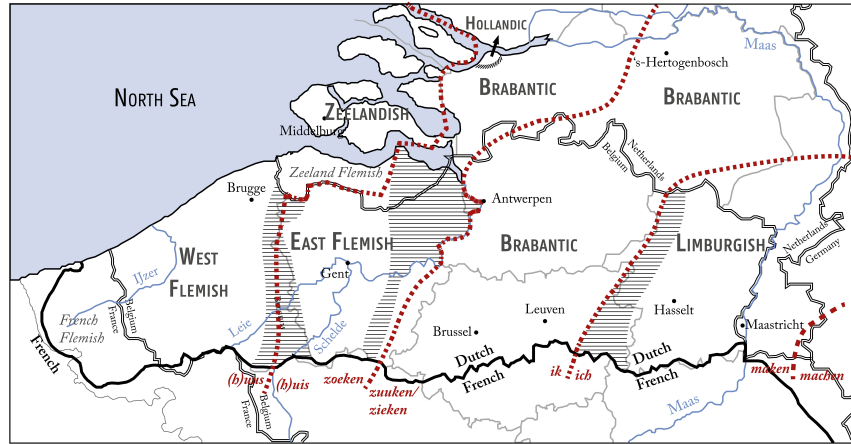 HOLLANDIC
Maas
's-Hertogenbosch
NORTH SEA
BRABANTIC
BRABANTIC
ZEELANDISH
Middelburg
Netherlands
Belgium
Zeeland Flemish
Brugge
Antwerpen
EAST FLEMISH
BRABANTIC
LIMBURGISH
Netherlands
Germany
WEST
FLEMISH
Gent
IJzer
Belgium
France
French
Flemish
Leie
Schelde
Leuven
Brussel
Hasselt
Maastricht
French
Dutch
French
Dutch
French
(h)uus
(h)uis
zoeken
zuuken/
zieken
ik
ich
maken
machen
Belgium
France
Maas